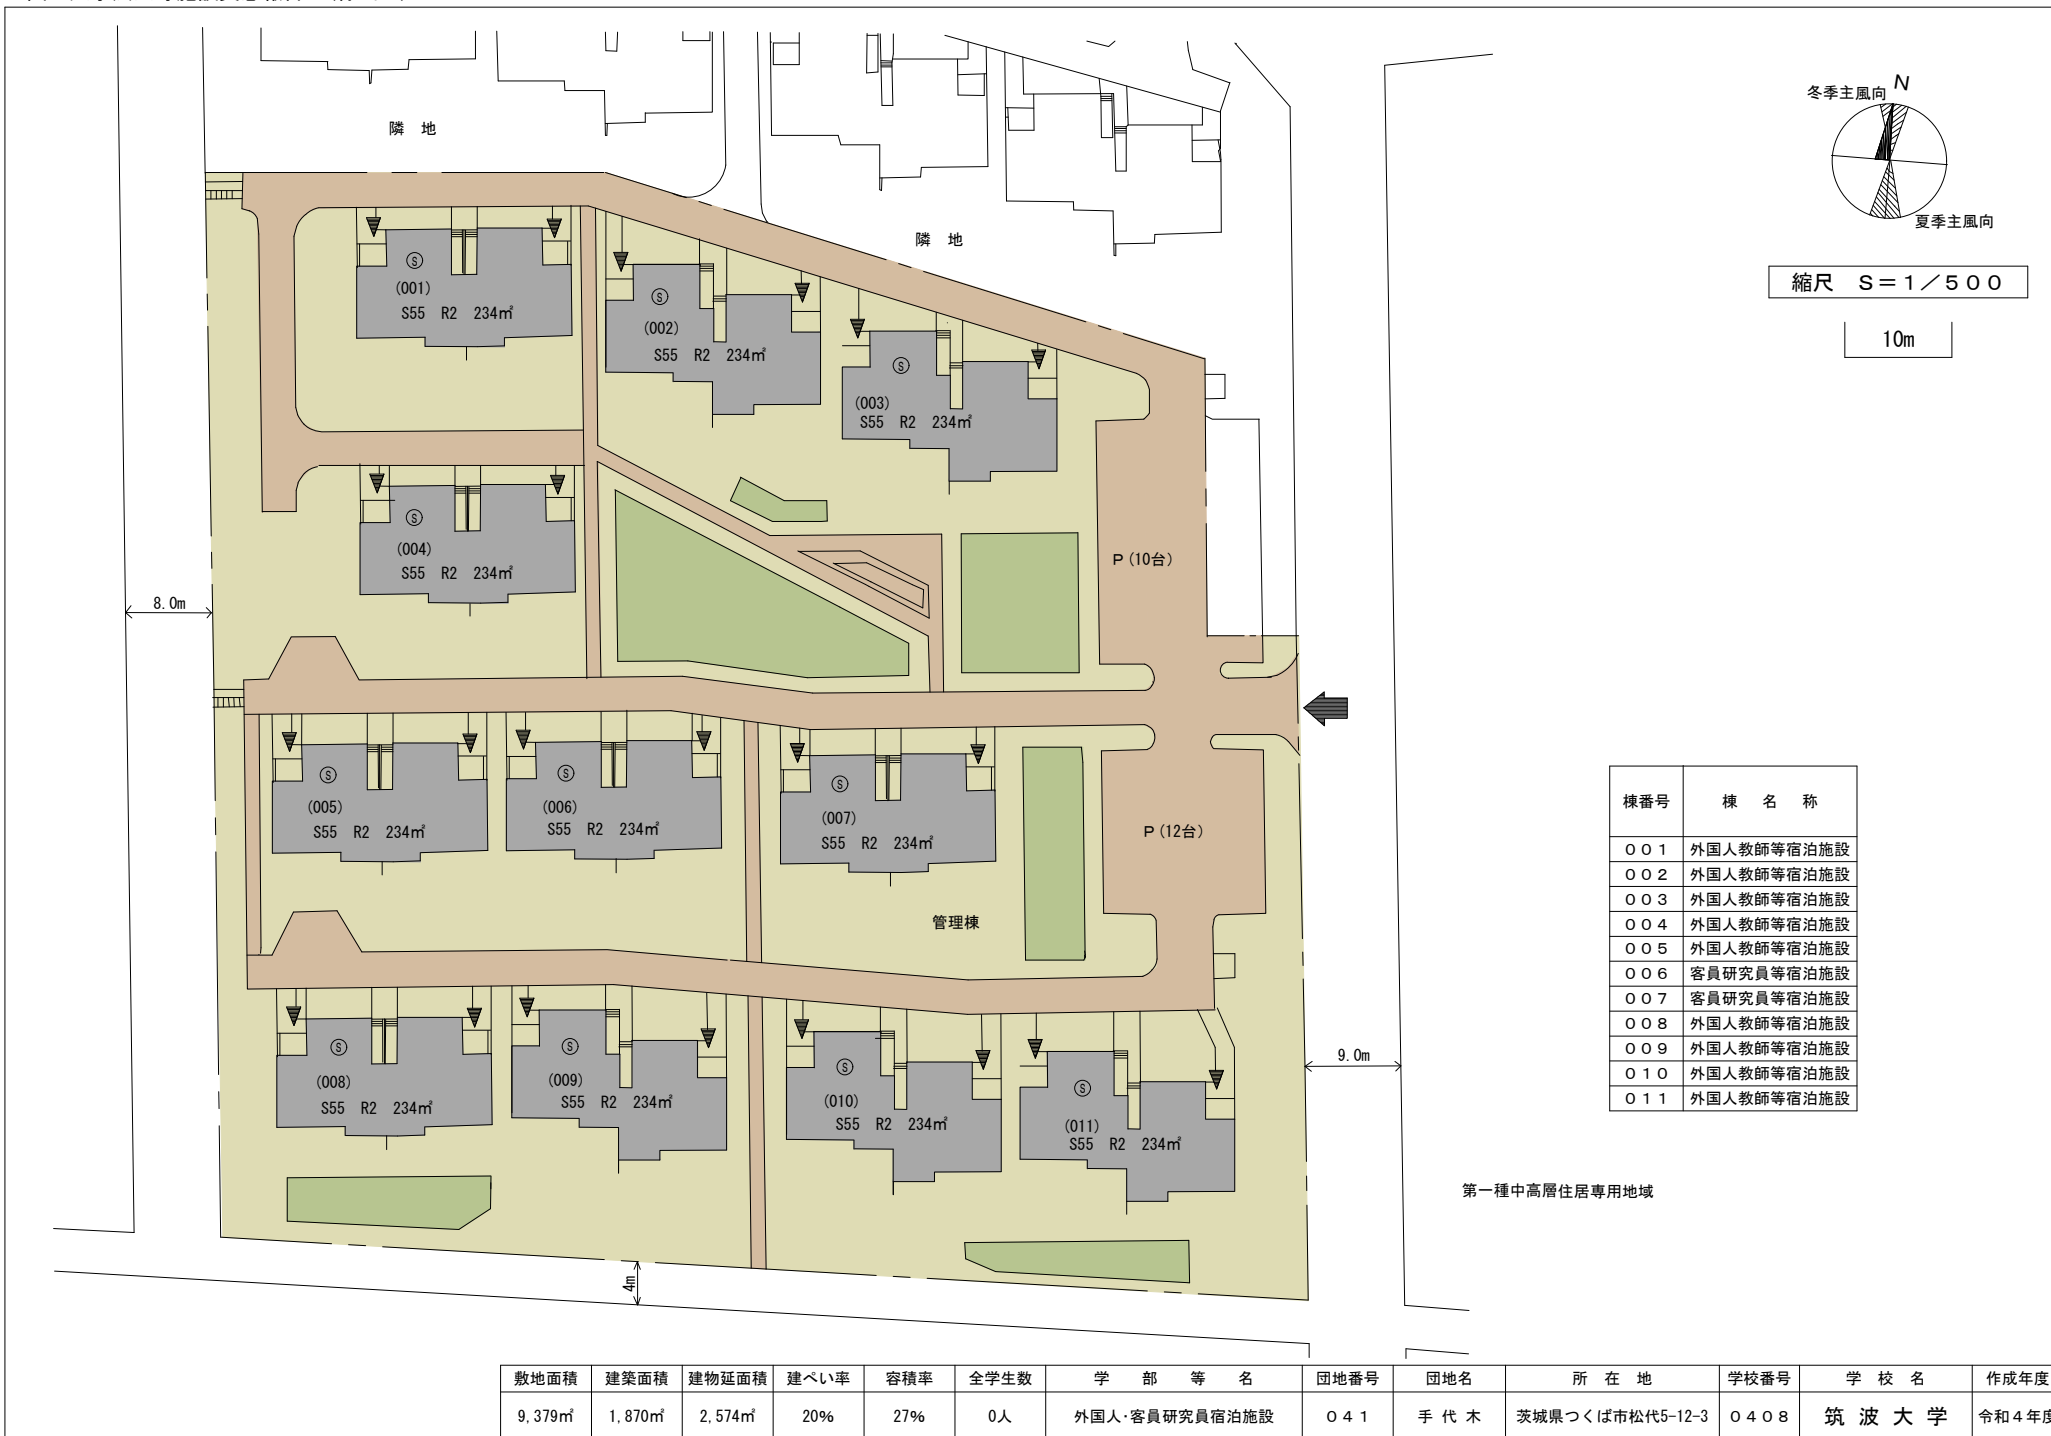 冬季主風向 N
夏季主風向
縮尺 S=1/500
10m
隣 地
隣 地
Ⓢ
(001)
S55 R2 234㎡
Ⓢ
(002)
S55 R2 234㎡
Ⓢ
(003)
S55 R2 234㎡
Ⓢ
(004)
S55 R2 234㎡
P(10台)
8.0m
Ⓢ
(005)
S55 R2 234㎡
Ⓢ
(006)
S55 R2 234㎡
Ⓢ
(007)
S55 R2 234㎡
P(12台)
管理棟
Ⓢ
(008)
S55 R2 234㎡
Ⓢ
(009)
S55 R2 234㎡
Ⓢ
(010)
S55 R2 234㎡
Ⓢ
(011)
S55 R2 234㎡
9.0m
4m
棟番号 棟 名 称
001 外国人教師等宿泊施設
002 外国人教師等宿泊施設
003 外国人教師等宿泊施設
004 外国人教師等宿泊施設
005 外国人教師等宿泊施設
006 客員研究員等宿泊施設
007 客員研究員等宿泊施設
008 外国人教師等宿泊施設
009 外国人教師等宿泊施設
010 外国人教師等宿泊施設
011 外国人教師等宿泊施設
第一種中高層住居専用地域
敷地面積 建築面積 建物延面積 建ぺい率 容積率 全学生数 学 部 等 名 団地番号 団地名 所 在 地 学校番号 学 校 名 作成年度
9,379㎡ 1,870㎡ 2,574㎡ 20% 27% 0人 外国人・客員研究員宿泊施設 041 手 代 木 茨城県つくば市松代5-12-3 0408 筑 波 大 学 令和4年度